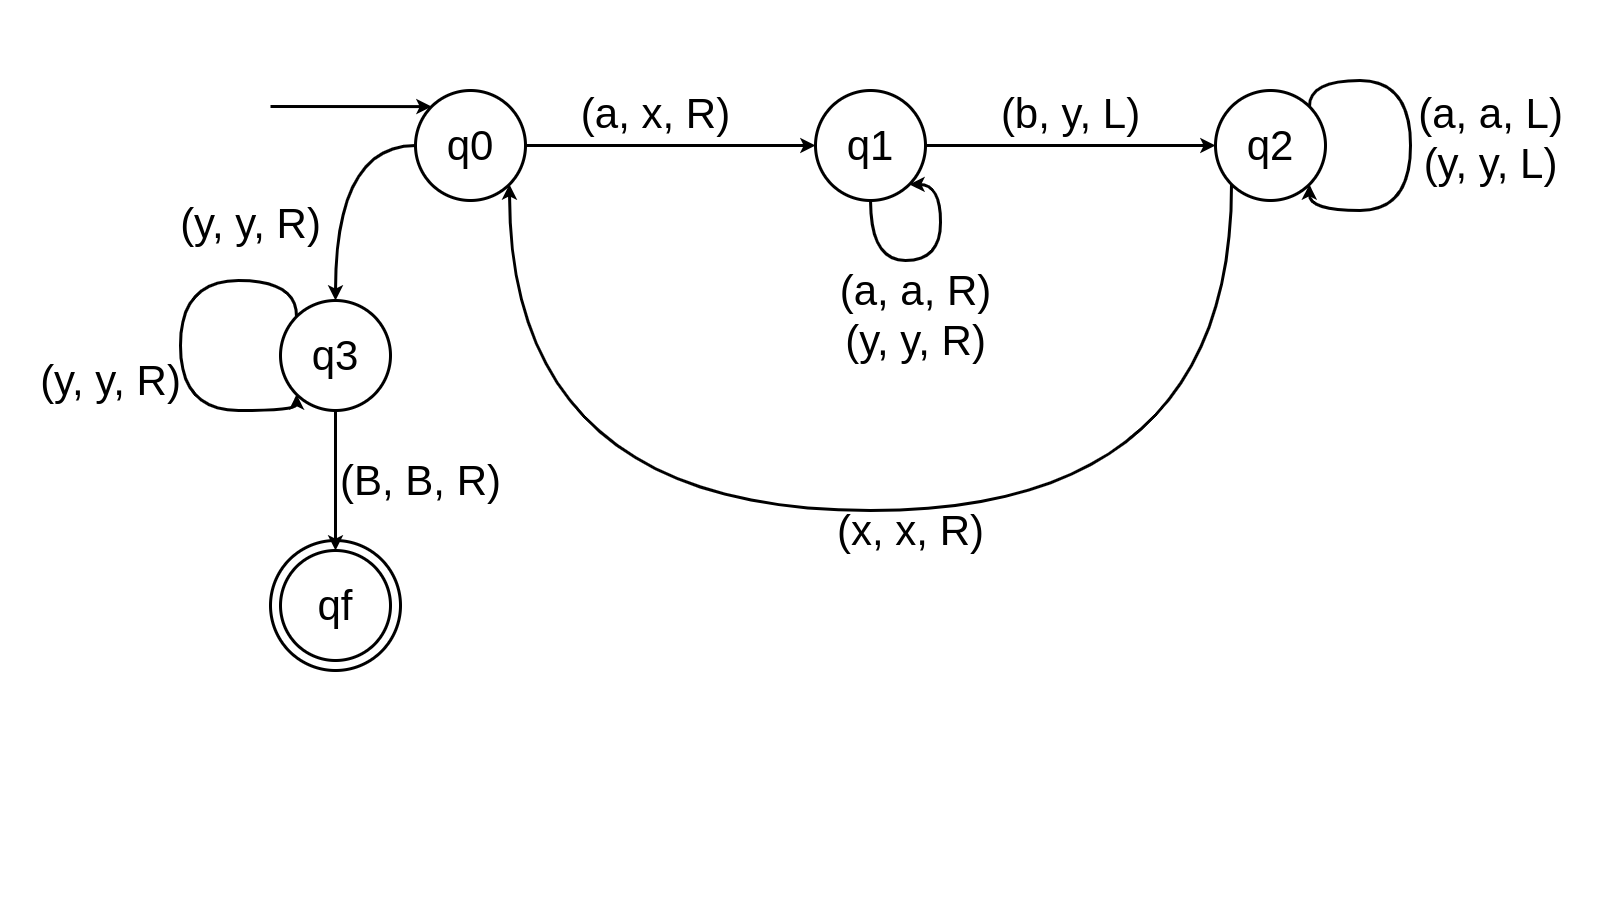 q0
(a, x, R)
q1
(b, y, L)
q2
(a, a, L)
(y, y, L)
(y, y, R)
(a, a, R)
(y, y, R)
q3
(y, y, R)
(B, B, R)
(x, x, R)
qf